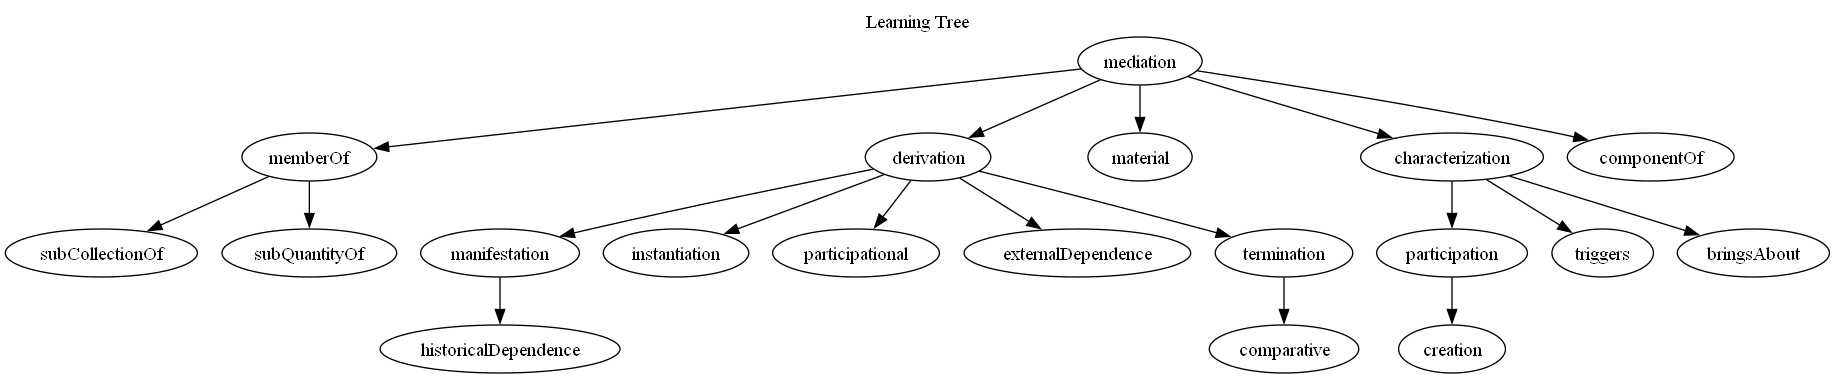 Learning Tree
mediation
memberOf
derivation
material
characterization
componentOf
subCollectionOf
subQuantityOf
manifestation
instantiation
participational
externalDependence
termination
participation
triggers
bringsAbout
historicalDependence
comparative
creation